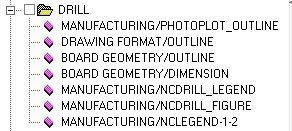 DRILL
MANUFACTURING/PHOTOPLOT_OUTLINE
DRAWING FORMAT/OUTLINE
BOARD GEOMETRY/OUTLINE
BOARD GEOMETRY/DIMENSION
MANUFACTURING/NCDRILL_LEGEND
MANUFACTURING/NCDRILL_FIGURE
MANUFACTURING/NCLEGEND-1-2